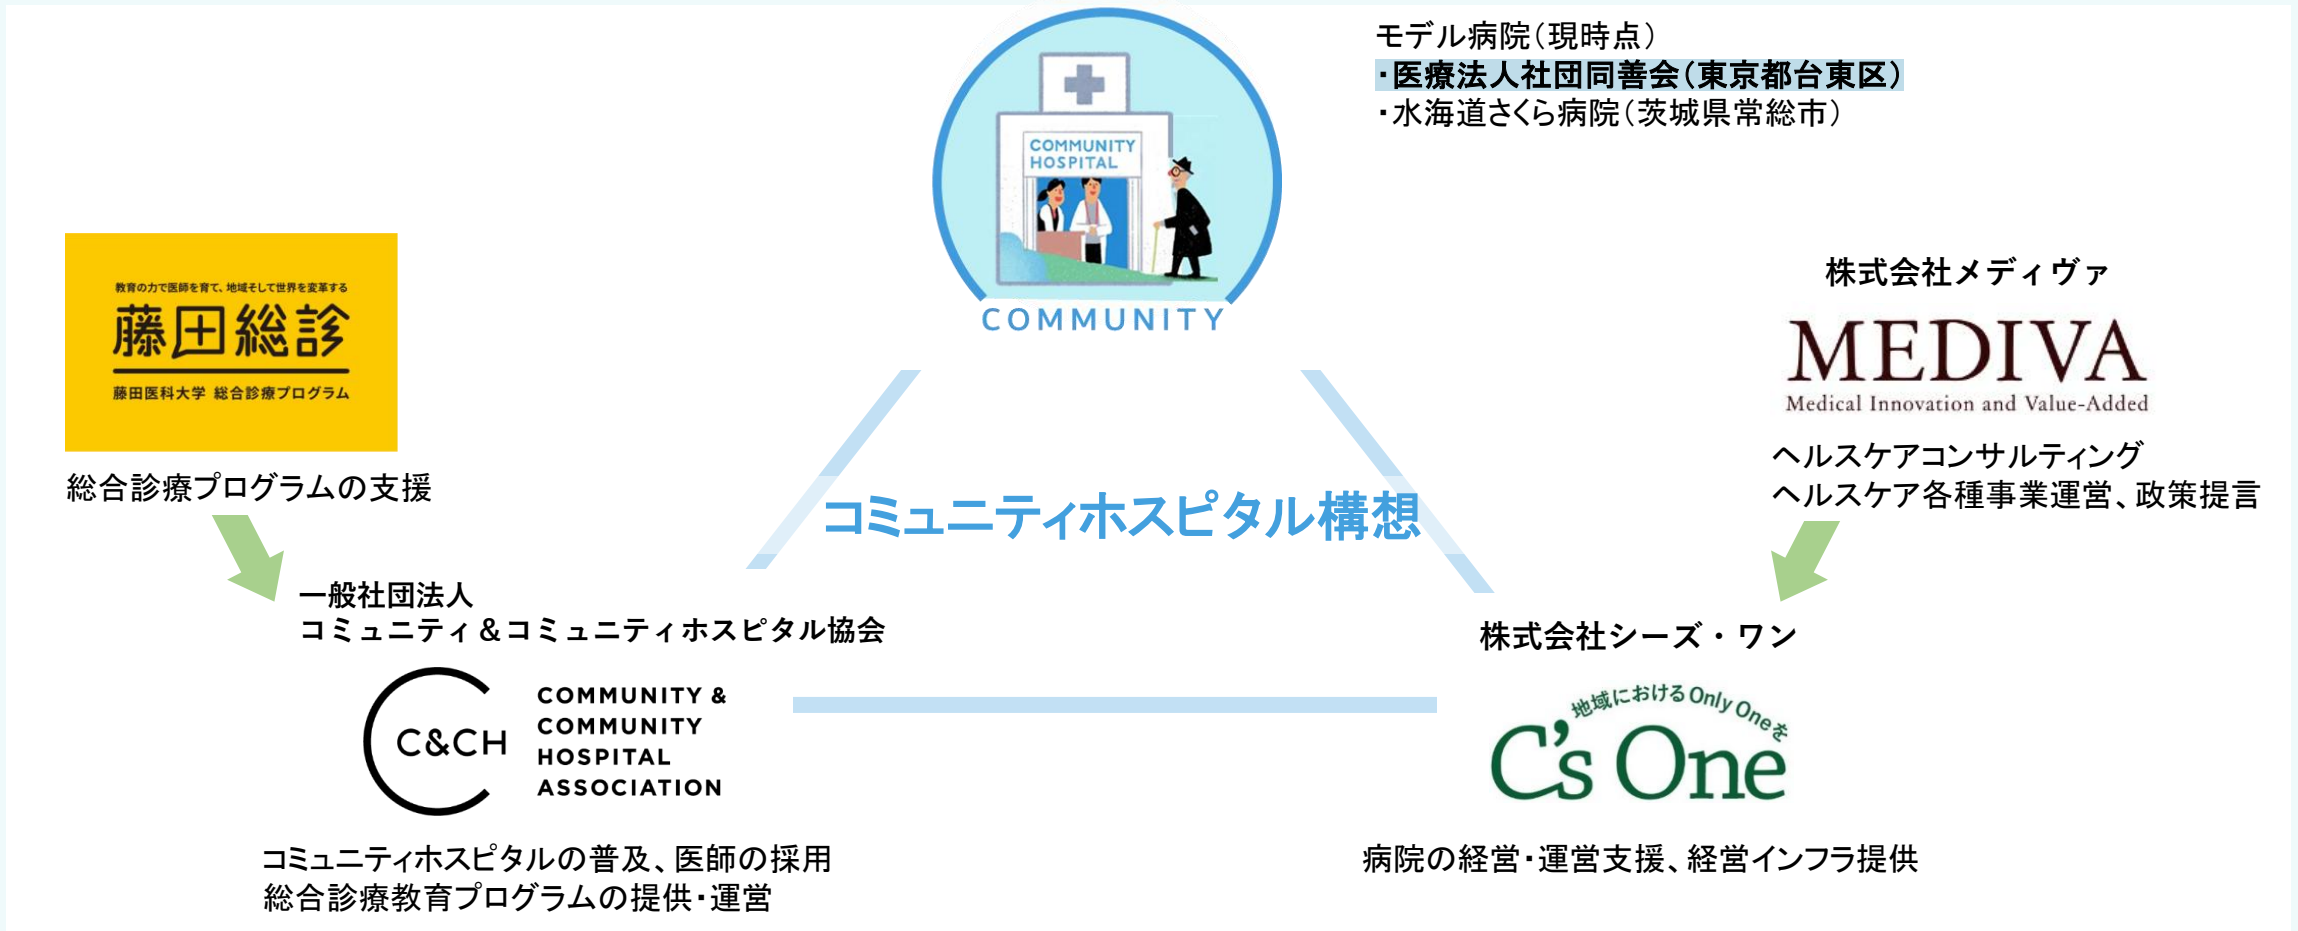 モデル病院(現時点)
・医療法人社団同善会(東京都台東区)
・水海道さくら病院(茨城県常総市)
COMMUNITY
HOSPITAL
COMMUNITY
教育の力で医師を育て、地域そして世界を変革する
藤田総診
藤田医科大学 総合診療プログラム
総合診療プログラムの支援
株式会社メディヴァ
MEDIVA
Medical Innovation and Value-Added
ヘルスケアコンサルティング
ヘルスケア各種事業運営、政策提言
コミュニティホスピタル構想
一般社団法人
コミュニティ&コミュニティホスピタル協会
C&CH
COMMUNITY &
COMMUNITY
HOSPITAL
ASSOCIATION
コミュニティホスピタルの普及、医師の採用
総合診療教育プログラムの提供・運営
株式会社シーズ・ワン
地域におけるOnly Oneを
C's One
病院の経営・運営支援、経営インフラ提供